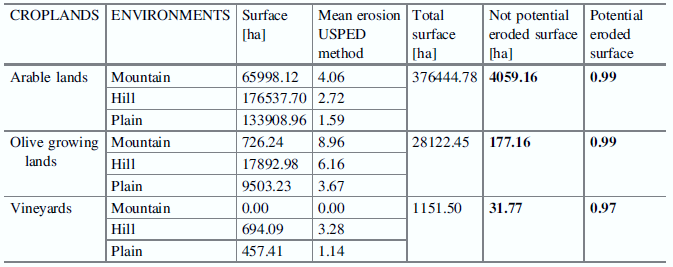 CROPLANDS ENVIRONMENTS Surface [ha] Mean erosion USPED method Total surface [ha] Not potential eroded surface [ha] Potential eroded surface
Arable lands Mountain 65998.12 4.06 376444.78 4059.16 0.99
Hill 176537.70 2.72
Plain 133908.96 1.59
Olive growing lands Mountain 726.24 8.96 28122.45 177.16 0.99
Hill 17892.98 6.16
Plain 9503.23 3.67
Vineyards Mountain 0.00 0.00 1151.50 31.77 0.97
Hill 694.09 3.28
Plain 457.41 1.14